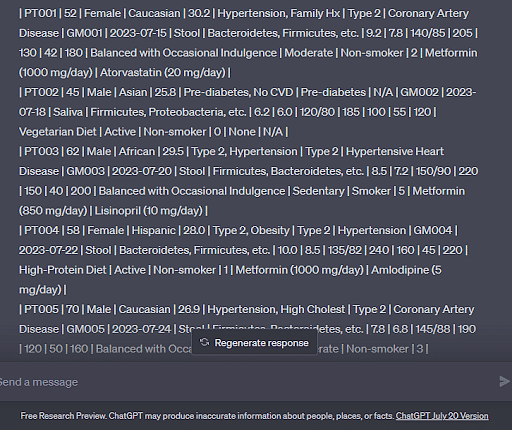 | PT001 | 52 | Female | Caucasian | 30.2 | Hypertension, Family Hx | Type 2 | Coronary Artery
Disease | GM001 | 2023-07-15 | Stool | Bacteroidetes, Firmicutes, etc. | 9.2 | 7.8 | 140/85 | 205 |
130 | 42 | 180 | Balanced with Occasional Indulgence | Moderate | Non-smoker | 2 | Metformin
(1000 mg/day) | Atorvastatin (20 mg/day) |
| PT002 | 45 | Male | Asian | 25.8 | Pre-diabetes, No CVD | Pre-diabetes | N/A | GM002 | 2023-
07-18 | Saliva | Firmicutes, Proteobacteria, etc. | 6.2 | 6.0 | 120/80 | 185 | 100 | 55 | 120 |
Vegetarian Diet | Active | Non-smoker | 0 | None | N/A |
| PT003 | 62 | Male | African | 29.5 | Type 2, Hypertension | Type 2 | Hypertensive Heart
Disease | GM003 | 2023-07-20 | Stool | Firmicutes, Bacteroidetes, etc. | 8.5 | 7.2 | 150/90 | 220
| 150 | 40 | 200 | Balanced with Occasional Indulgence | Sedentary | Smoker | 5 | Metformin
(850 mg/day) | Lisinopril (10 mg/day) |
| PT004 | 58 | Female | Hispanic | 28.0 | Type 2, Obesity | Type 2 | Hypertension | GM004 |
2023-07-22 | Stool | Bacteroidetes, Firmicutes, etc. | 10.0 | 8.5 | 135/82 | 240 | 160 | 45 | 220 |
High-Protein Diet | Active | Non-smoker | 1 | Metformin (1000 mg/day) | Amlodipine (5
mg/day) |
| PT005 | 70 | Male | Caucasian | 26.9 | Hypertension, High Cholest | Type 2 | Coronary Artery
Disease | GM005 | 2023-07-24 | Stool | Firmicutes, Bacteroidetes, etc. | 7.8 | 6.8 | 145/88 | 190
| 120 | 50 | 160 | Balanced with | Non-smoker | 3 |
Regenerate response
Send a message
Free Research Preview. ChatGPT may produce inaccurate information about people, places, or facts. ChatGPT July 20 Version